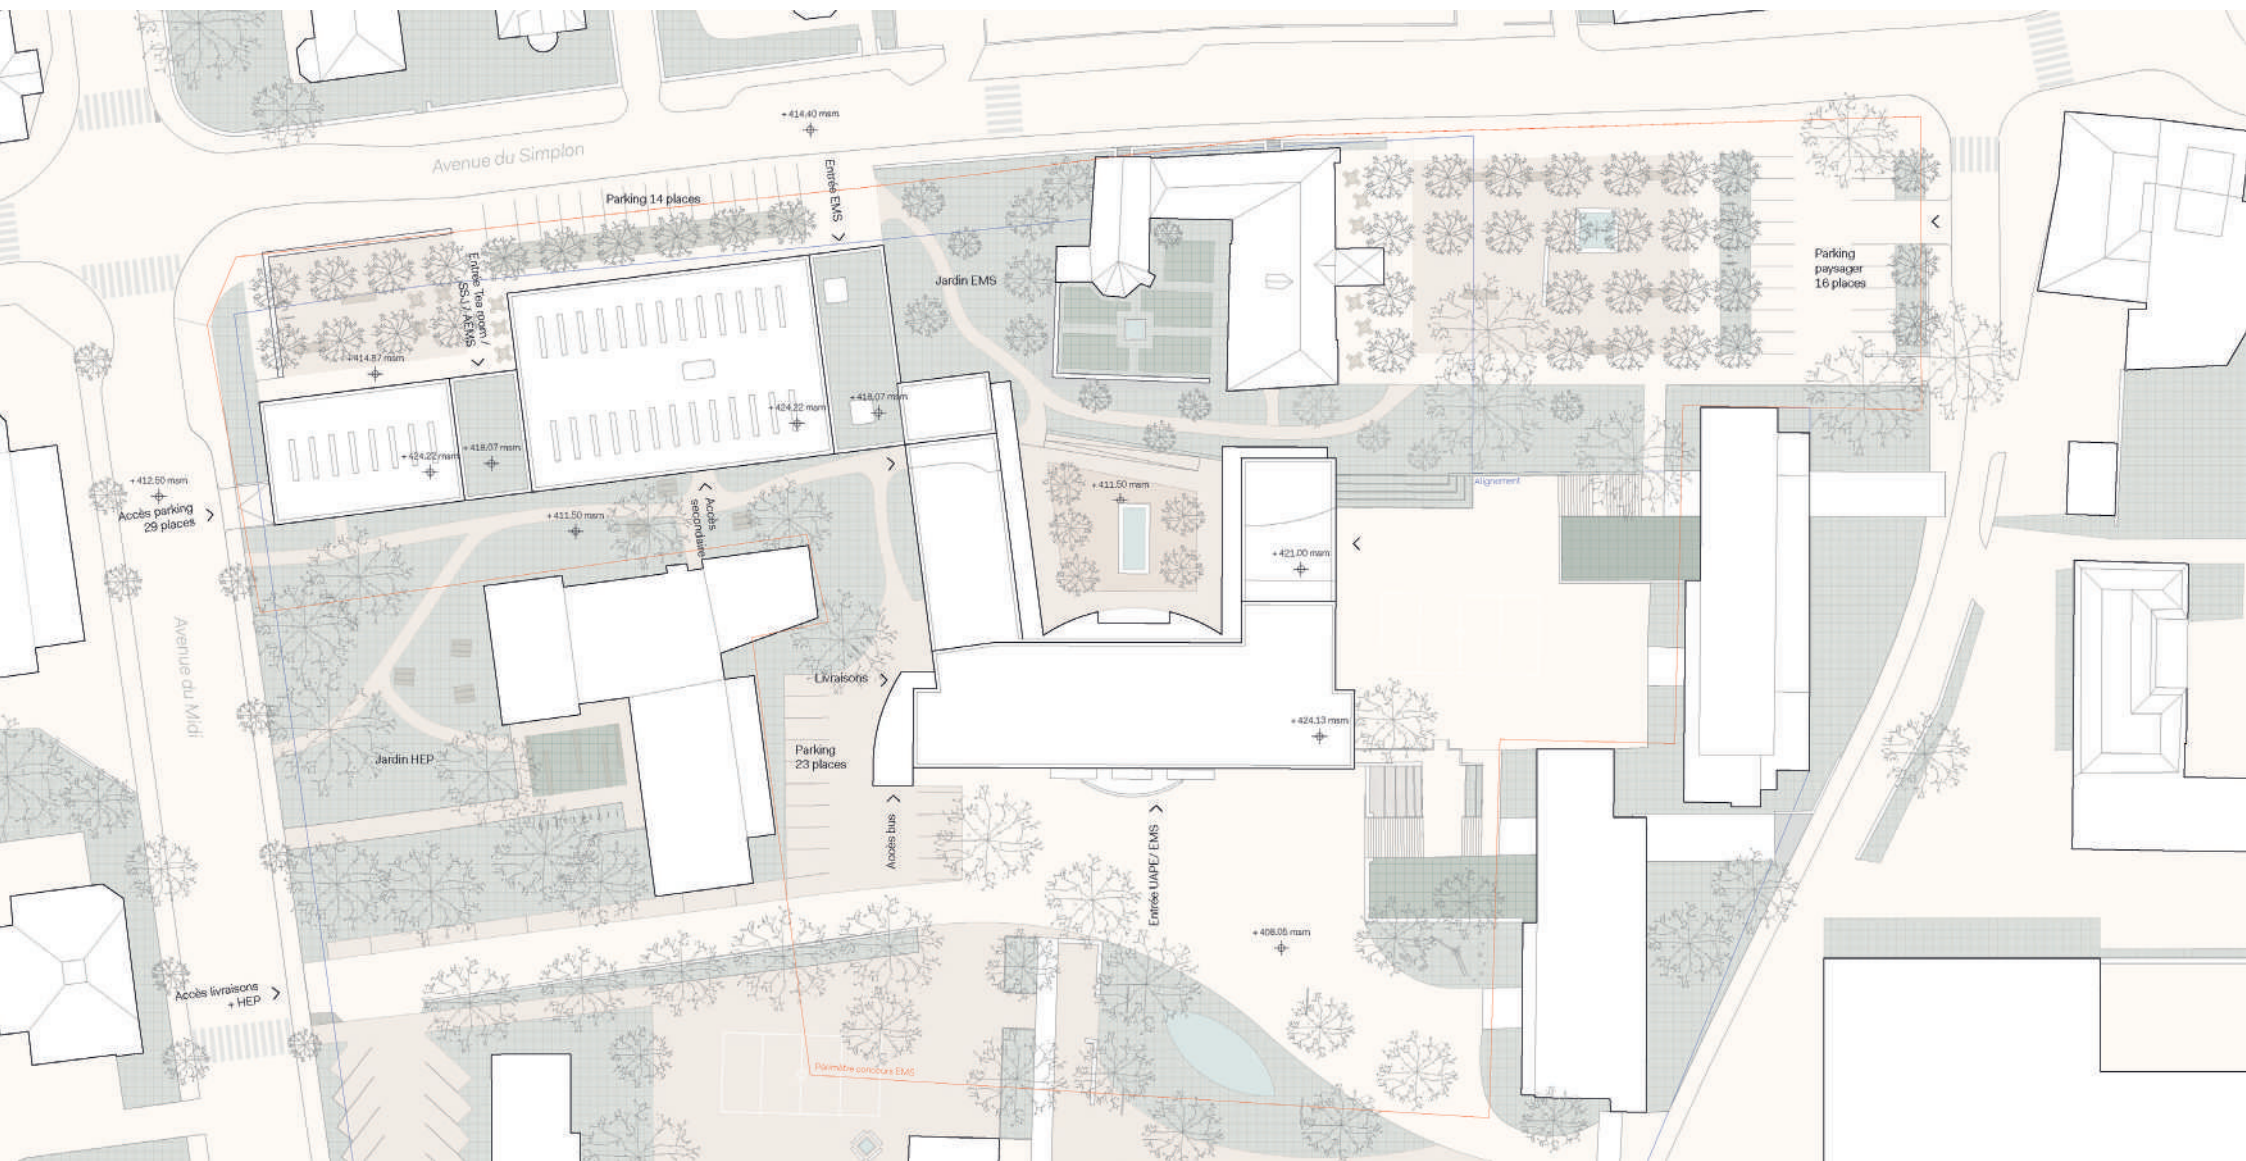 + 414.40 msm
Avenue du Simplon
Parking 14 places
Entrée EMS
Entrée Tea room /
SSJ / AEMS
Jardin EMS
Parking
paysager
16 places
+ 414.87 msm
+ 424.22 msm
+ 418.07 msm
+ 424.22 msm
+ 418.07 msm
+ 412.50 msm
Accès parking
29 places
+ 411.50 msm
Accès
secondaire
+ 411.50 msm
Alignement
+ 421.00 msm
Avenue du Midi
Livraisons
+ 424.13 msm
Jardin HEP
Parking
23 places
Accès bus
Entrée UAPE/ EMS
+ 408.05 msm
Accès livraisons
+ HEP
Périmètre concours EMS